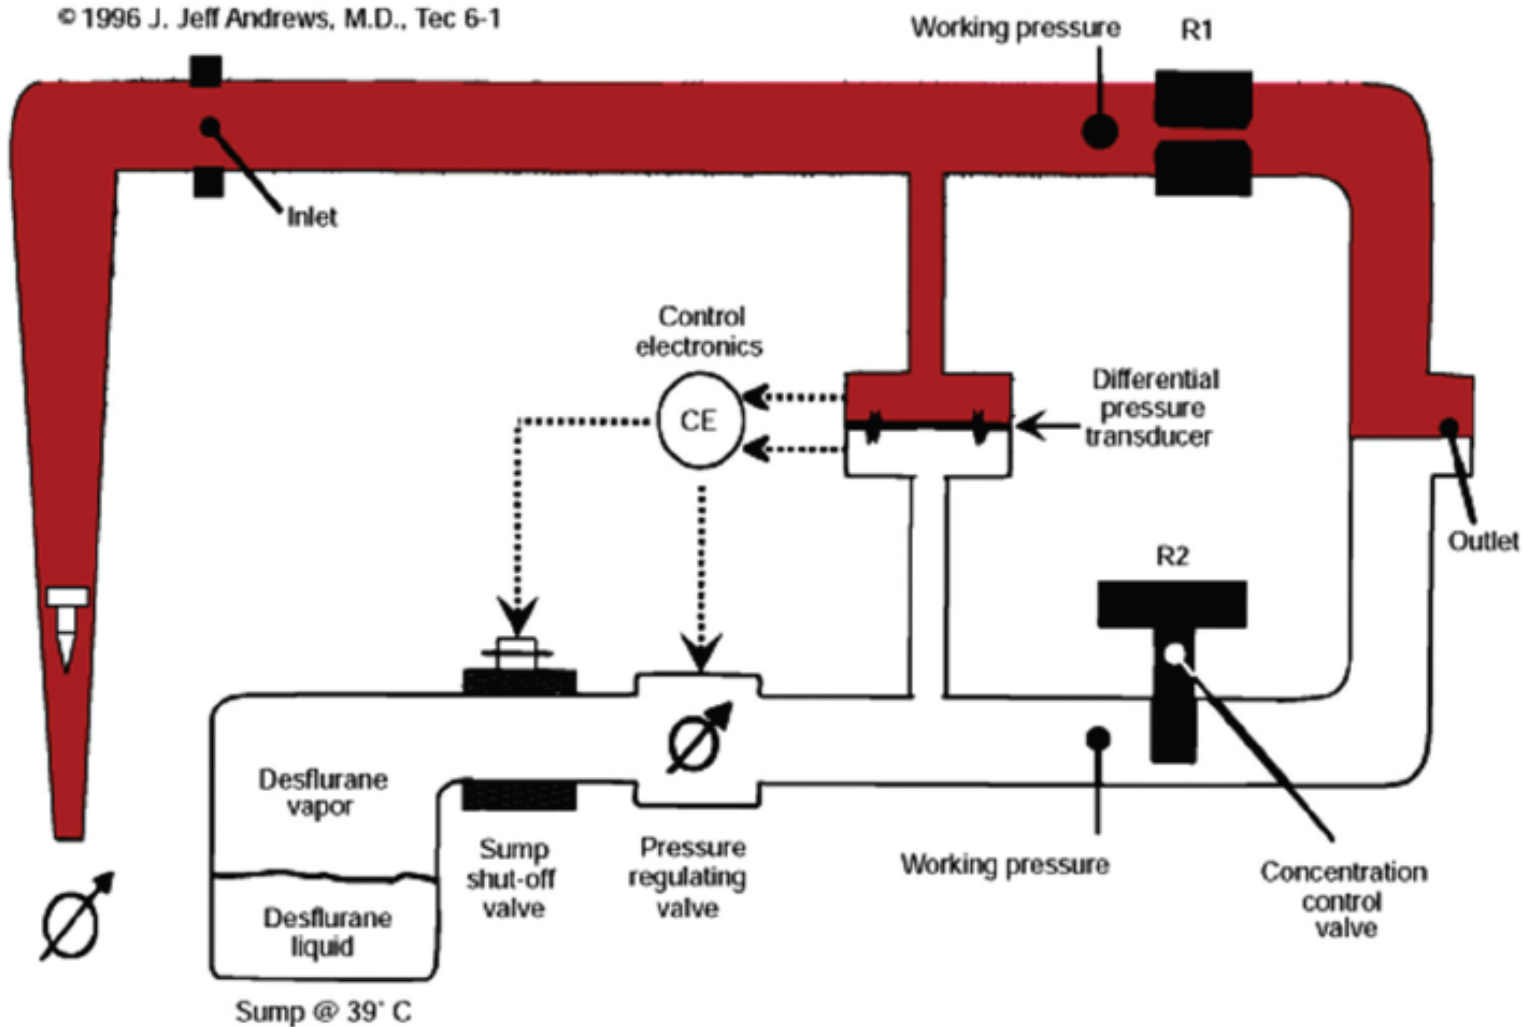 © 1996 J. Jeff Andrews, M.D., Tec 6-1
Working pressure
R1
Inlet
Control
electronics
CE
Differential
pressure
transducer
Outlet
R2
Desflurane
vapor
Desflurane
liquid
Sump @ 39° C
Sump
shut-off
valve
Pressure
regulating
valve
Working pressure
Concentration
control
valve